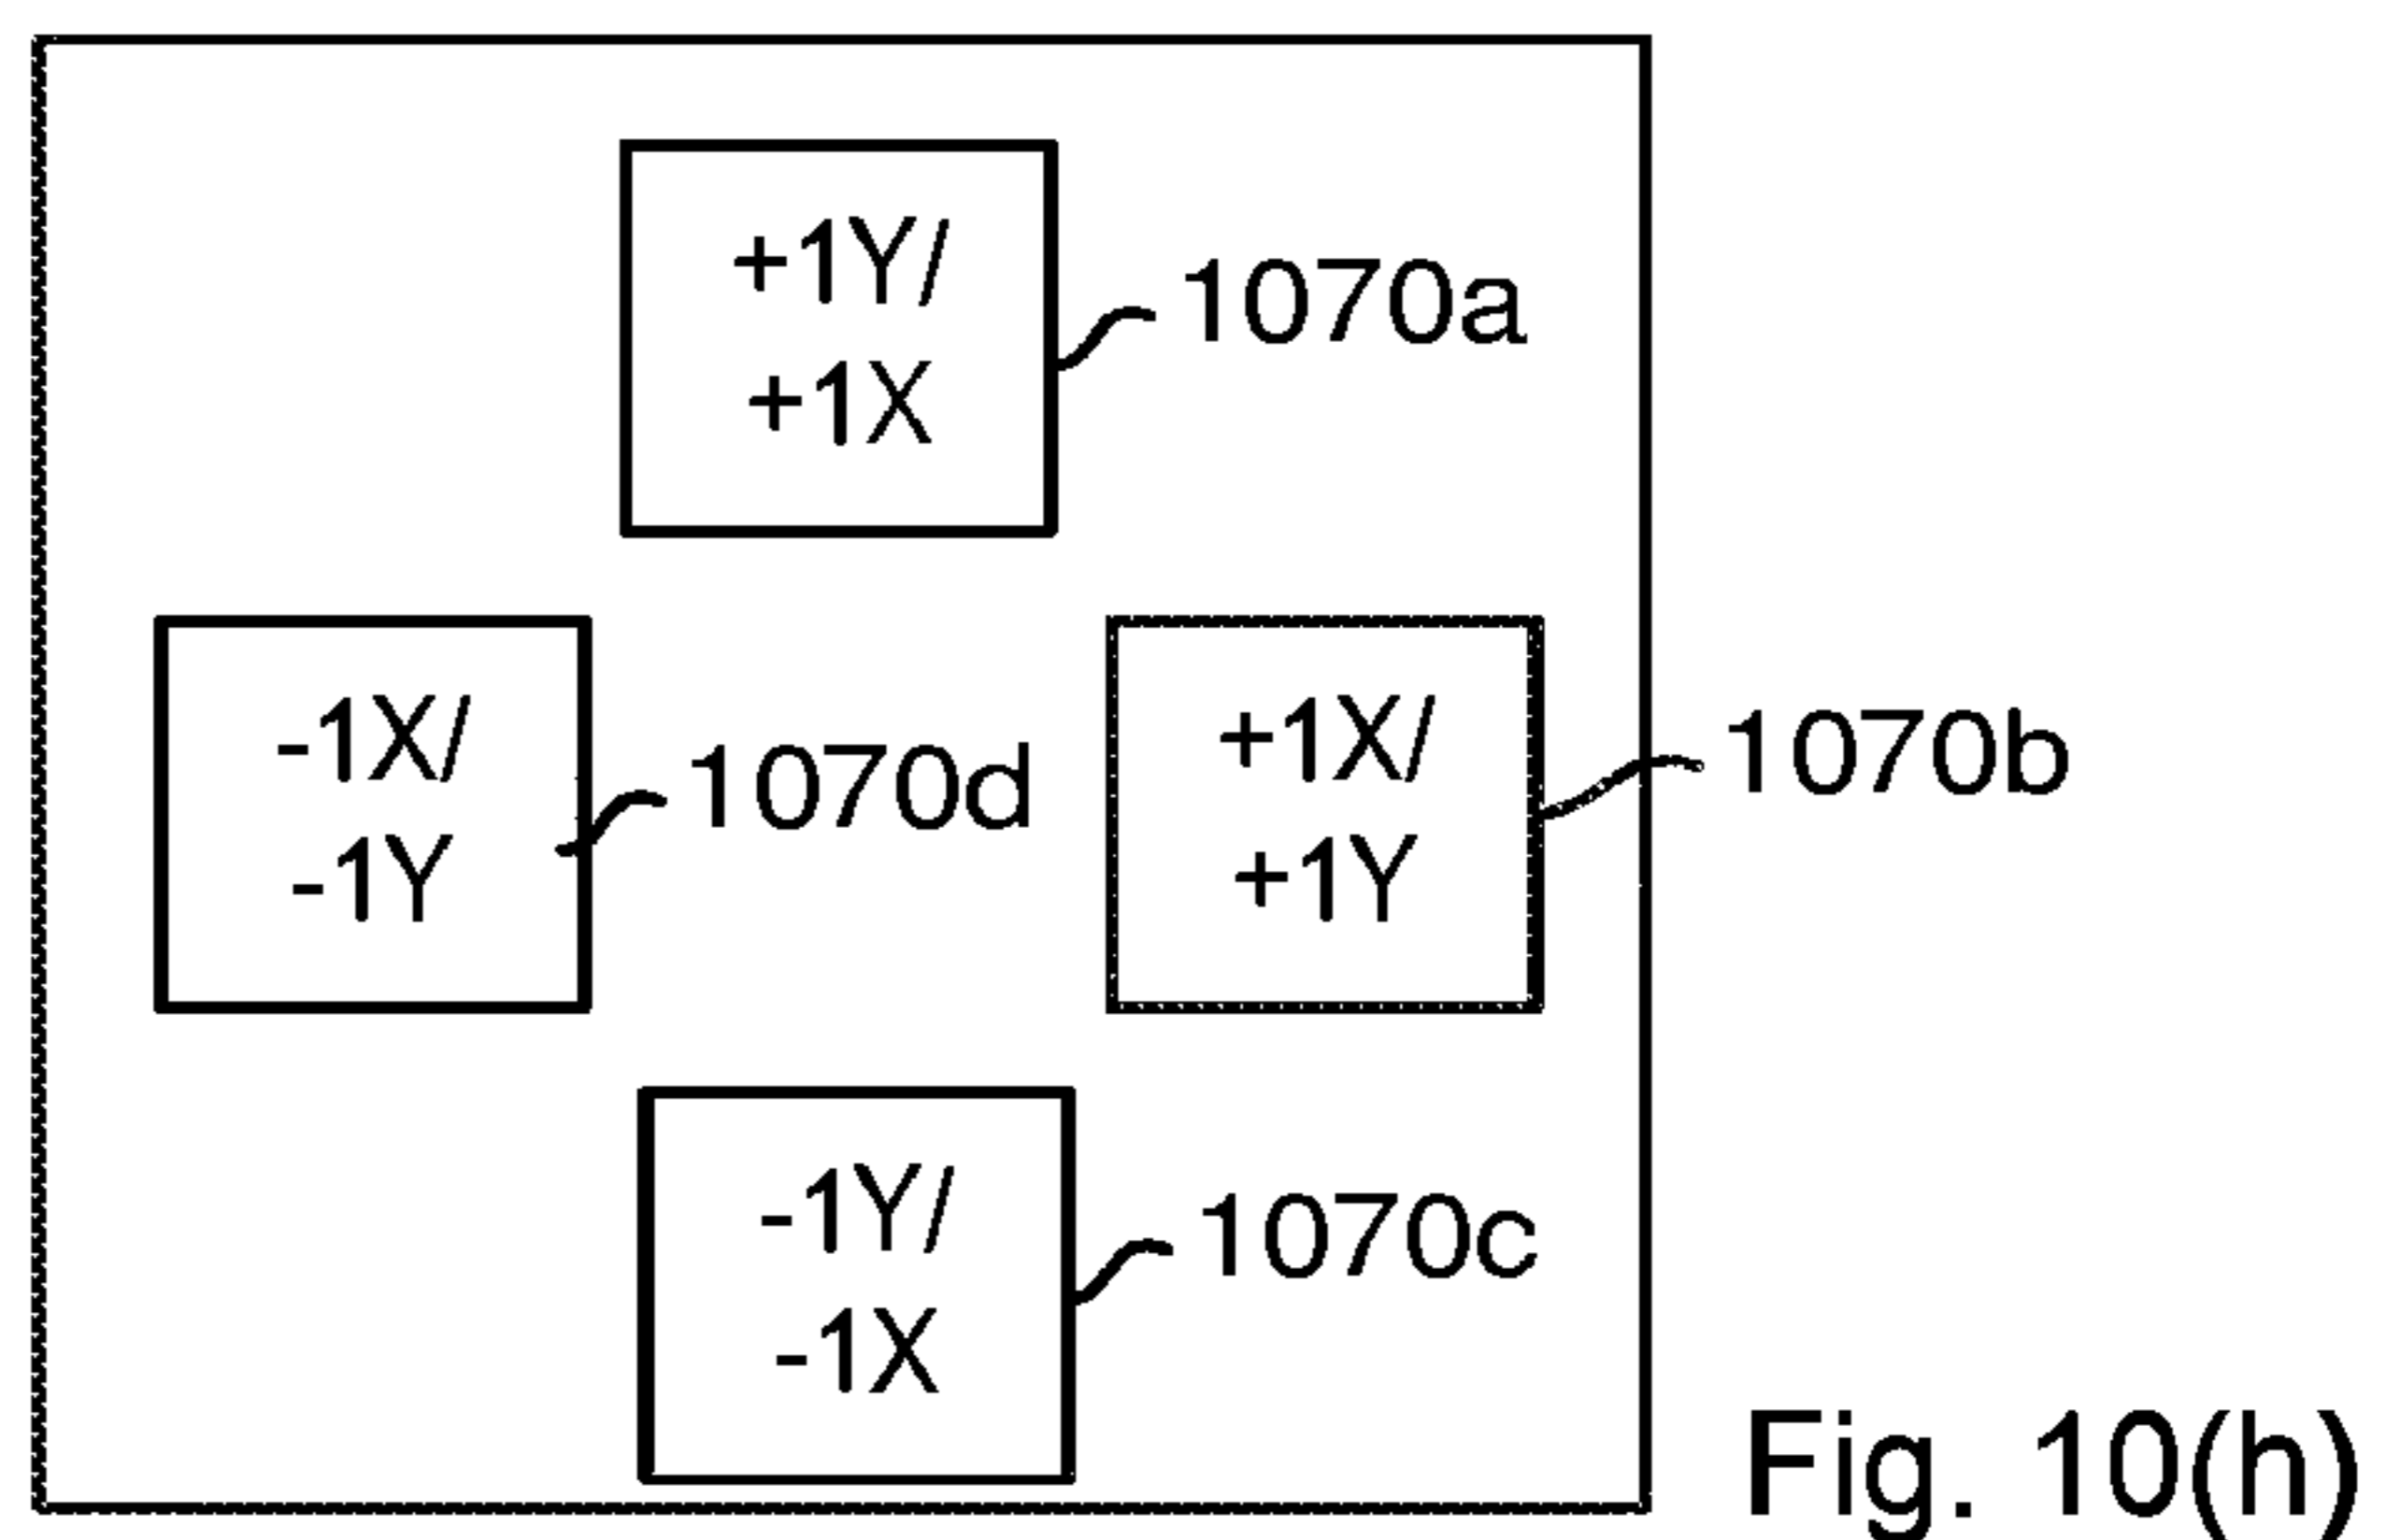 +1Y/
+1X
1070a
-1X/
-1Y
1070d
+1X/
+1Y
1070b
-1Y/
-1X
1070c
Fig. 10(h)